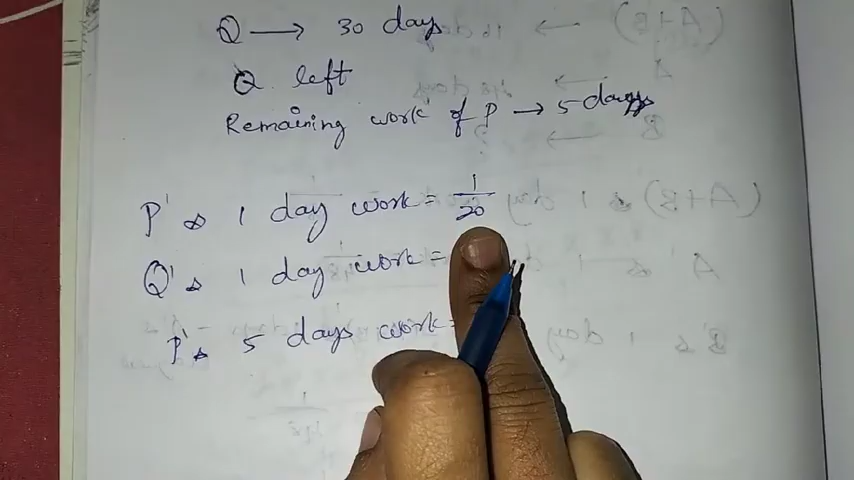 Q → 30 days
Q left
Remaining work of P → 5 days
P's 1 day work = 1/20
Q's 1 day work =
P's 5 days work =